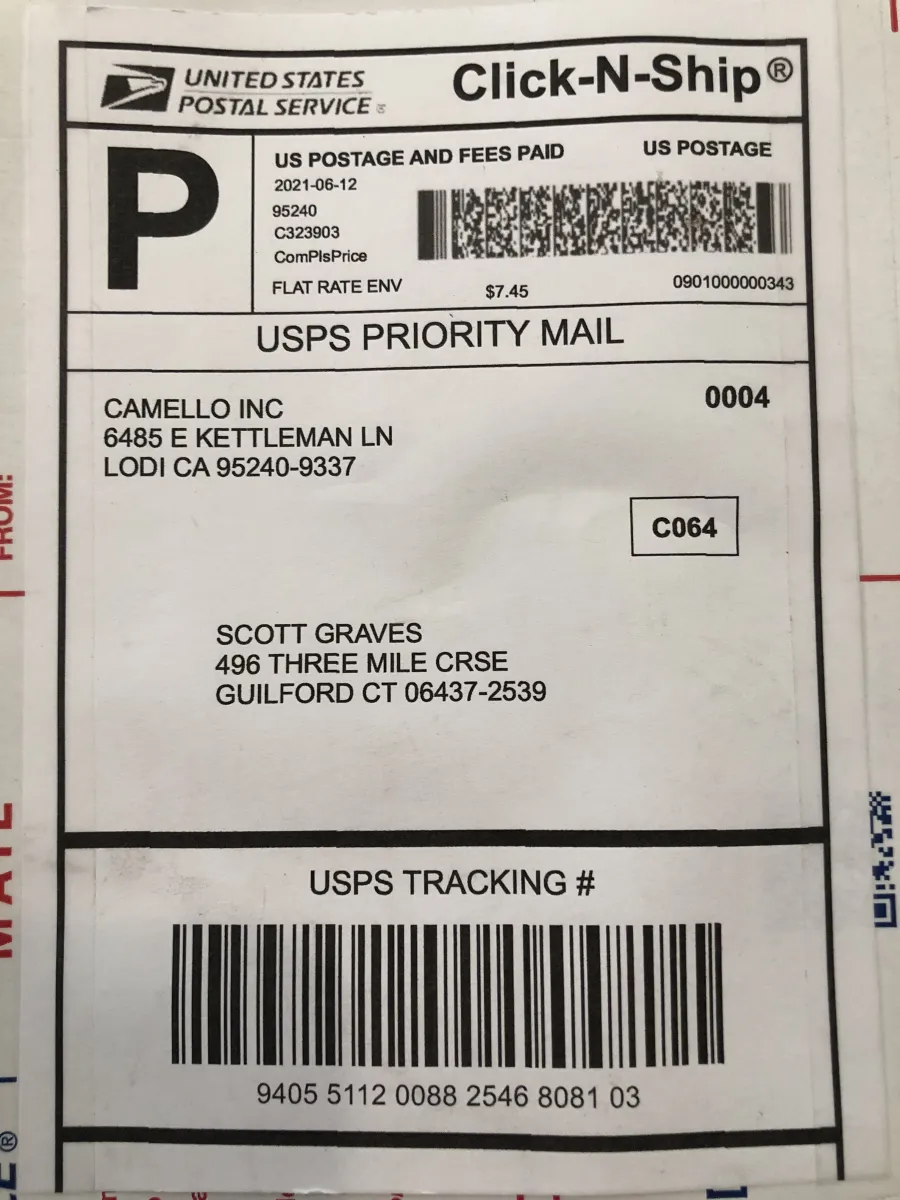 UNITED STATES
POSTAL SERVICE ®
Click-N-Ship®
P
US POSTAGE AND FEES PAID
US POSTAGE
2021-06-12
95240
C323903
ComPlsPrice
FLAT RATE ENV
$7.45
0901000000343
USPS PRIORITY MAIL
CAMELLO INC
0004
6485 E KETTLEMAN LN
LODI CA 95240-9337
C064
SCOTT GRAVES
496 THREE MILE CRSE
GUILFORD CT 06437-2539
USPS TRACKING #
9405 5112 0088 2546 8081 03
FROM: